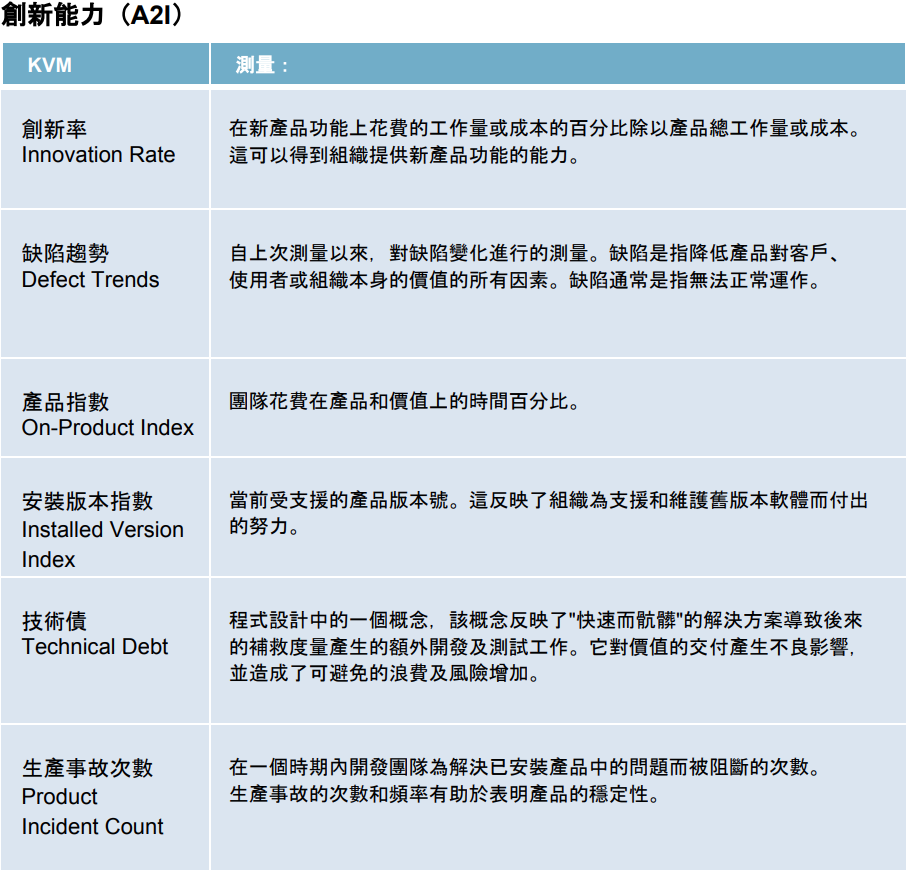 創新能力（A2I）
KVM
測量：
創新率
Innovation Rate
在新產品功能上花費的工作量或成本的百分比除以產品總工作量或成本。
這可以得到組織提供新產品功能的能力。
缺陷趨勢
Defect Trends
自上次測量以來，對缺陷變化進行的測量。缺陷是指降低產品對客戶、
使用者或組織本身的價值的所有因素。缺陷通常是指無法正常運作。
產品指數
On-Product Index
團隊花費在產品和價值上的時間百分比。
安裝版本指數
Installed Version
Index
當前受支援的產品版本號。這反映了組織為支援和維護舊版本軟體而付出
的努力。
技術債
Technical Debt
程式設計中的一個概念，該概念反映了"快速而骯髒"的解決方案導致後來
的補救度量產生的額外開發及測試工作。它對價值的交付產生不良影響，
並造成了可避免的浪費及風險增加。
生產事故次數
Product
Incident Count
在一個時期內開發團隊為解決已安裝產品中的問題而被阻斷的次數。
生產事故的次數和頻率有助於表明產品的穩定性。